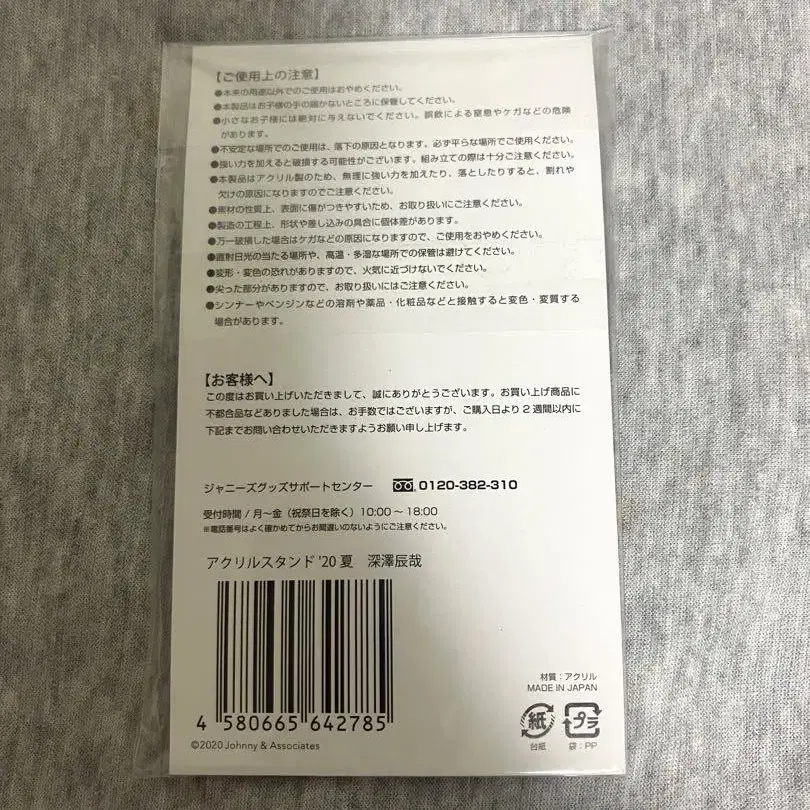 【ご使用上の注意】
●本来の用途以外でのご使用はおやめください。
●本製品はお子様の手の届かないところに保管してください。
●小さなお子様には絶対に与えないでください。誤飲による窒息やケガなどの危険
があります。
●不安定な場所でのご使用は、落下の原因となります。必ず平らな場所でご使用ください。
●強い力を加えると破損する可能性がございます。組み立ての際は十分ご注意ください。
●本製品はアクリル製のため、無理に強い力を加えたり、落としたりすると、割れや
欠けの原因になりますのでご注意ください。
●素材の性質上、表面に傷がつきやすいため、お取り扱いにご注意ください。
●製造の工程上、形状や差し込みの具合に個体差があります。
●万一破損した場合はケガなどの原因になりますので、ご使用をおやめください。
●直射日光の当たる場所や、高温・多湿な場所での保管は避けてください。
●変形・変色の恐れがありますので、火気に近づけないでください。
●尖った部分がありますので、お取り扱いにはご注意ください。
●シンナーやベンジンなどの溶剤や薬品・化粧品などと接触すると変色・変質する
場合があります。
【お客様へ】
この度はお買い上げいただきまして、誠にありがとうございます。お買い上げ商品に
不都合品などありました場合は、お手数ではございますが、ご購入日より2週間以内に
下記までお問い合わせいただきますようお願い申し上げます。
ジャニーズグッズサポートセンター 0120-382-310
受付時間/月～金（祝祭日を除く）10:00～18:00
※電話番号はよく確かめてからお間違いのないようにご注意ください。
アクリルスタンド'20夏 深澤辰哉
4 580665 642785
©2020 Johnny & Associates
材質：アクリル
MADE IN JAPAN
紙 プラ
台紙 袋：PP